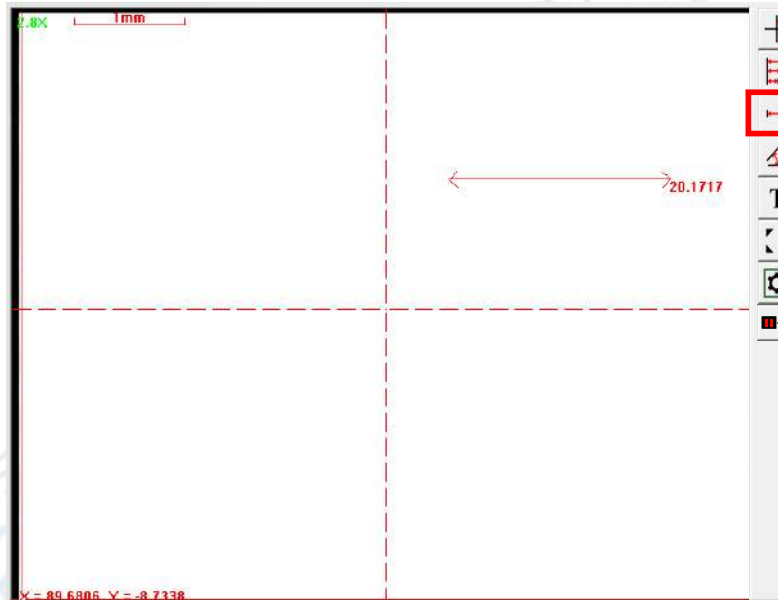 2.8X
1mm
20.1717
T
X = 89.6806 Y = -8.7338